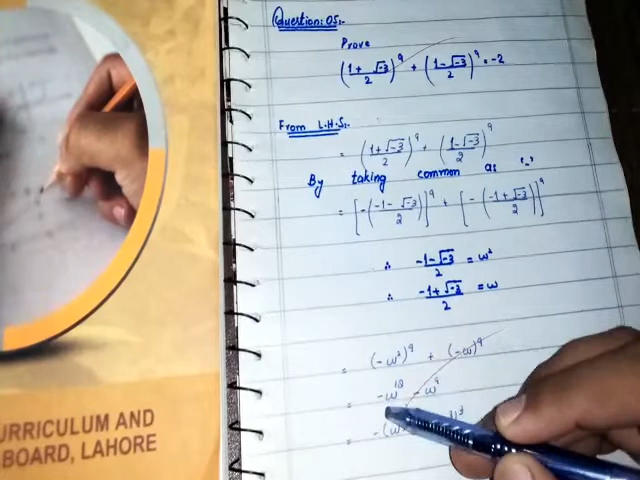 Question: 05:-
Prove
(1+√-3/2)^9 + (1-√-3/2)^9 = -2
From L.H.S:-
= (1+√-3/2)^9 + (1-√-3/2)^9
By taking common as '-'
= [-(-1-√-3/2)]^9 + [-(-1+√-3/2)]^9
∴ -1-√-3/2 = ω²
∴ -1+√-3/2 = ω
= (-ω²)^9 + (-ω)^9
= -ω^18 - ω^9
= -(ω
URRICULUM AND
BOARD, LAHORE